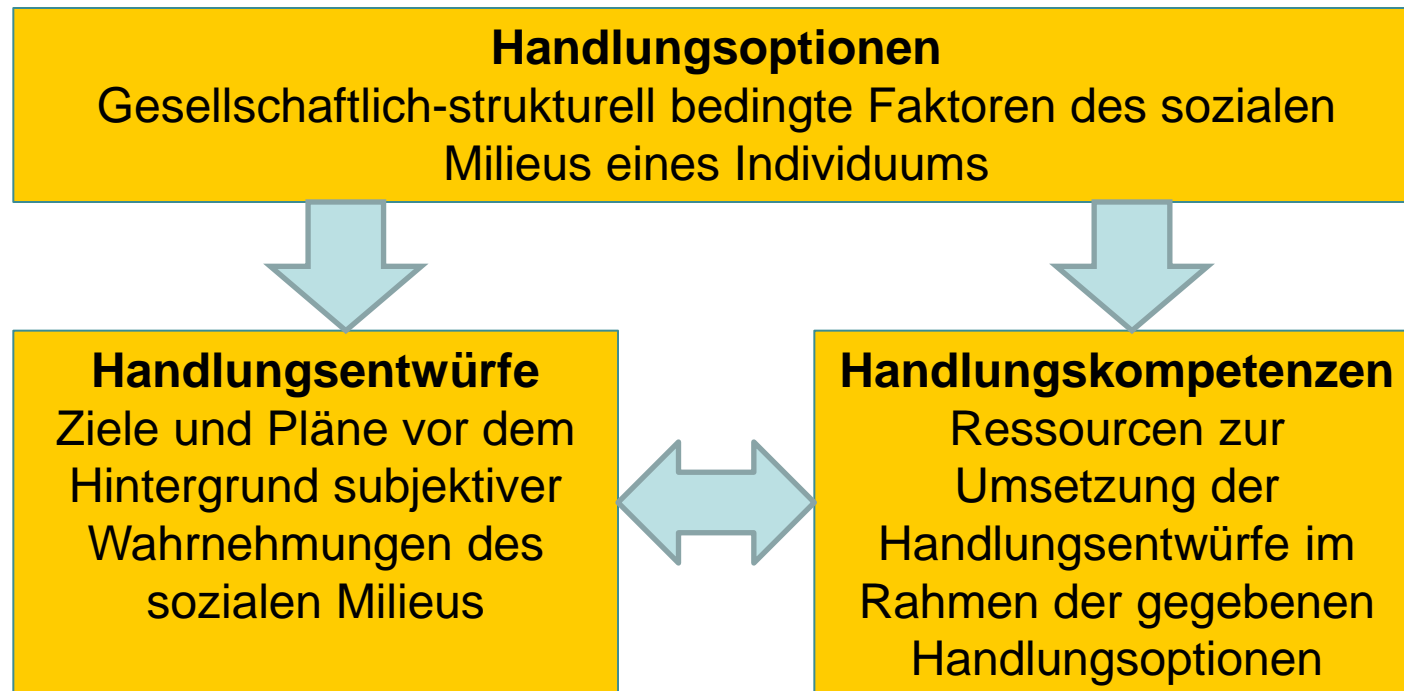 Handlungsoptionen
Gesellschaftlich-strukturell bedingte Faktoren des sozialen
Milieus eines Individuums
Handlungsentwürfe
Ziele und Pläne vor dem
Hintergrund subjektiver
Wahrnehmungen des
sozialen Milieus
Handlungskompetenzen
Ressourcen zur
Umsetzung der
Handlungsentwürfe im
Rahmen der gegebenen
Handlungsoptionen